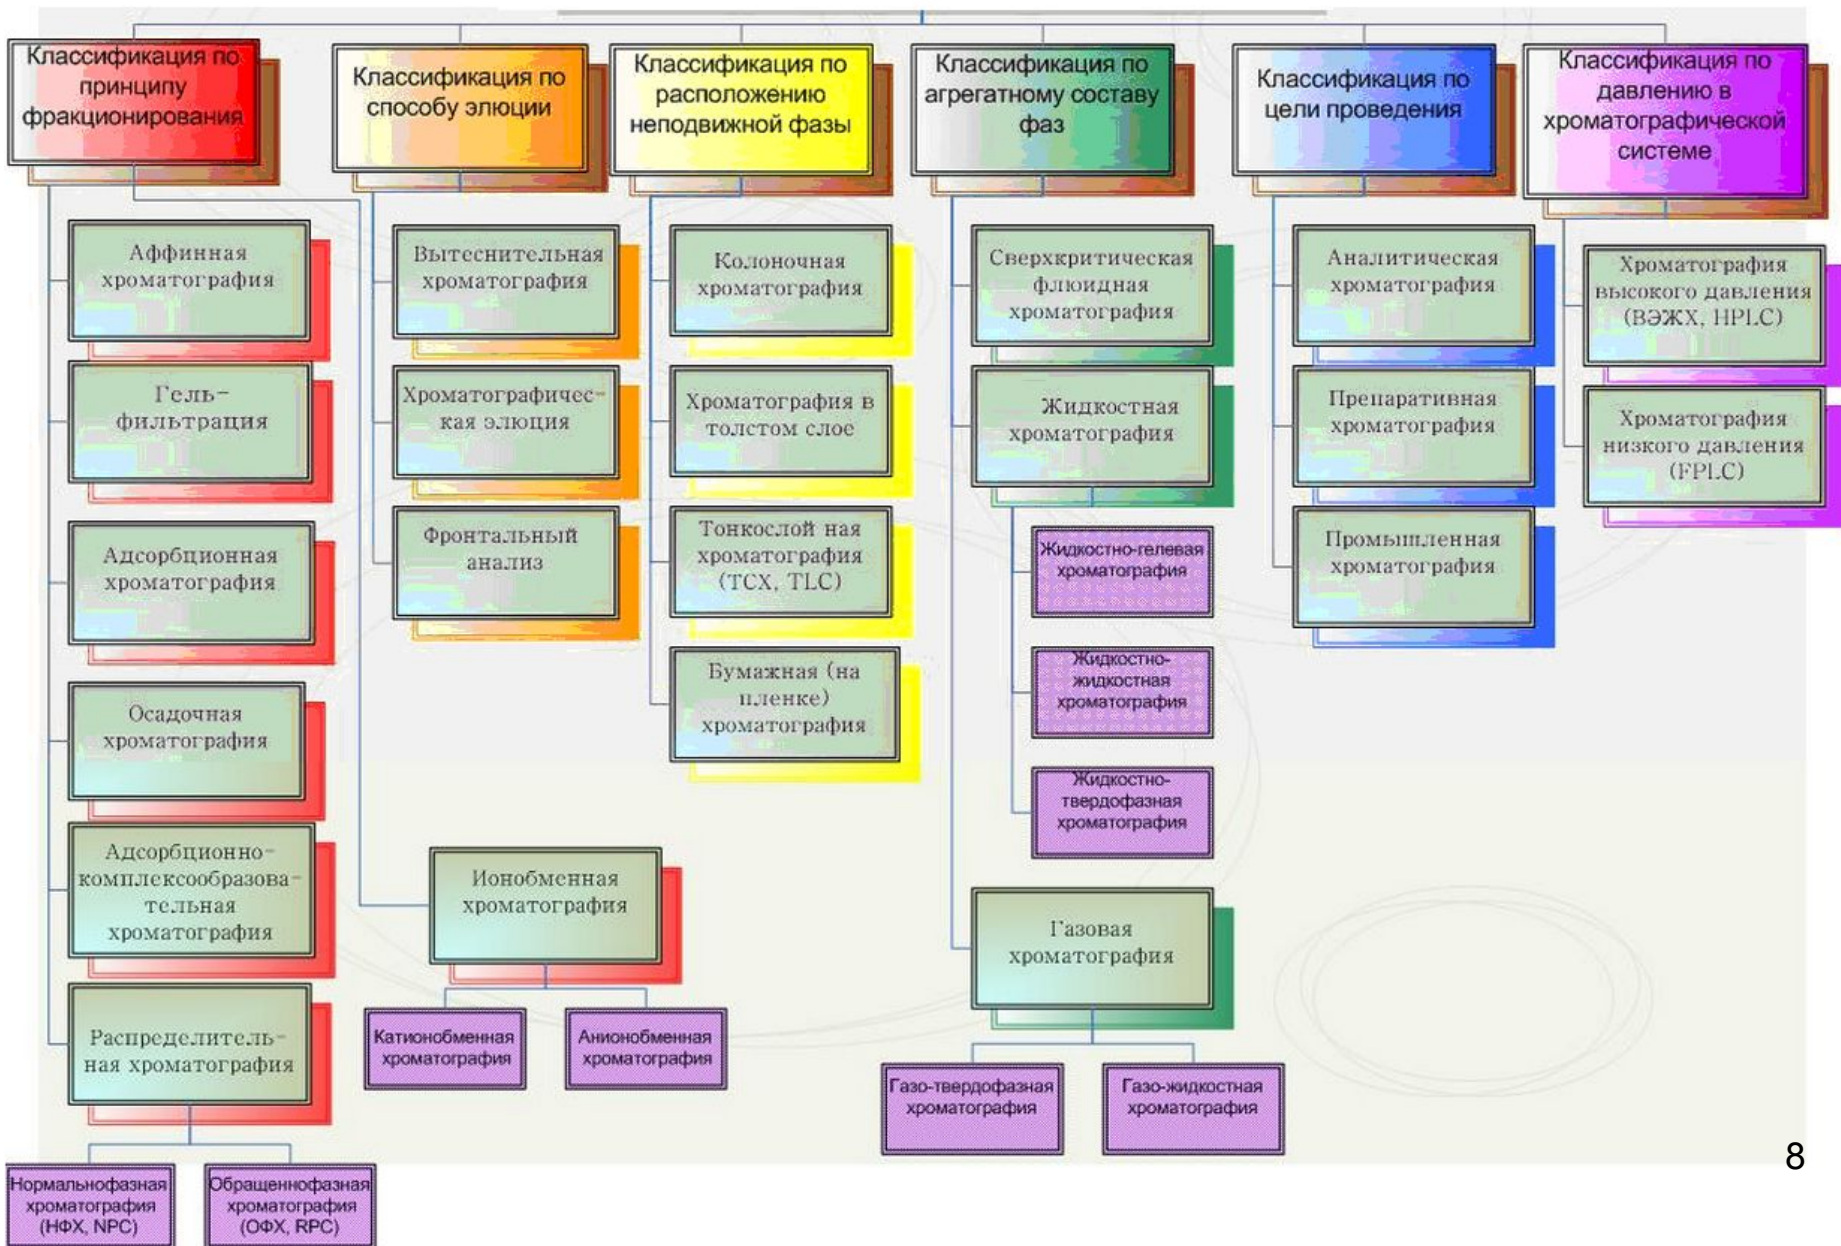 Классификация по
принципу
фракционирования
Аффинная
хроматография
Гель-
фильтрация
Адсорбционная
хроматография
Осадочная
хроматография
Адсорбционно-
комплексообразова-
тельная
хроматография
Распределитель-
ная хроматография
Нормальнофазная
хроматография
(НФХ, NPC)
Обращеннофазная
хроматография
(ОФХ, RPC)
Ионобменная
хроматография
Катионобменная
хроматография
Анионобменная
хроматография
Классификация по
способу элюции
Вытеснительная
хроматография
Хроматографичес-
кая элюция
Фронтальный
анализ
Классификация по
расположению
неподвижной фазы
Колоночная
хроматография
Хроматография в
толстом слое
Тонкослой ная
хроматография
(ТСХ, TLC)
Бумажная (на
пленке)
хроматография
Классификация по
агрегатному составу
фаз
Сверхкритическая
флюидная
хроматография
Жидкостная
хроматография
Жидкостно-гелевая
хроматография
Жидкостно-
жидкостная
хроматография
Жидкостно-
твердофазная
хроматография
Газовая
хроматография
Газо-твердофазная
хроматография
Газо-жидкостная
хроматография
Классификация по
цели проведения
Аналитическая
хроматография
Препаративная
хроматография
Промышленная
хроматография
Классификация по
давлению в
хроматографической
системе
Хроматография
высокого давления
(ВЭЖХ, HPLC)
Хроматография
низкого давления
(FPLC)
8